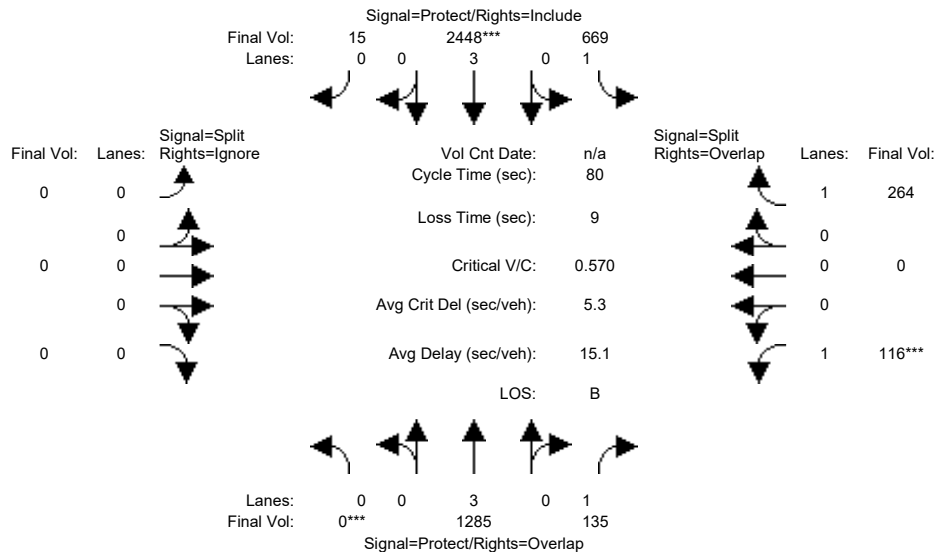 Signal=Protect/Rights=Include
Final Vol: 15 2448*** 669
Lanes: 0 0 3 0 1
Signal=Split
Final Vol: Lanes: Rights=Ignore
Vol Cnt Date: n/a
Cycle Time (sec): 80
Loss Time (sec): 9
Critical V/C: 0.570
Avg Crit Del (sec/veh): 5.3
Avg Delay (sec/veh): 15.1
LOS: B
Signal=Split
Rights=Overlap Lanes: Final Vol:
0 0
0
0 0
0
0 0
1 264
0
0 0
0
1 116***
Lanes: 0 0 3 0 1
Final Vol: 0*** 1285 135
Signal=Protect/Rights=Overlap